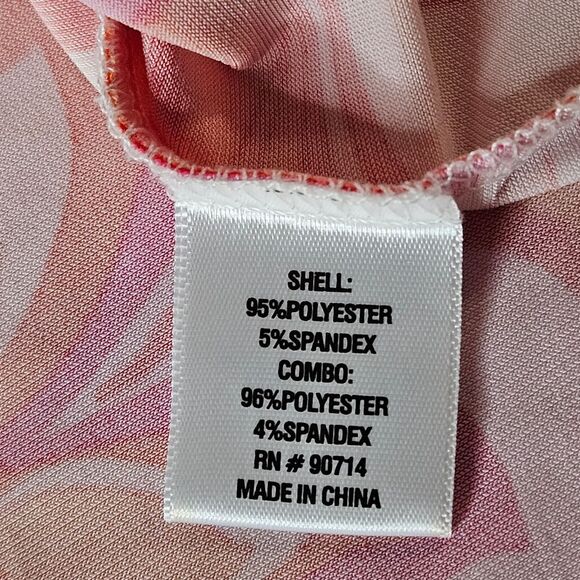 SHELL:
95%POLYESTER
5%SPANDEX
COMBO:
96%POLYESTER
4%SPANDEX
RN # 90714
MADE IN CHINA